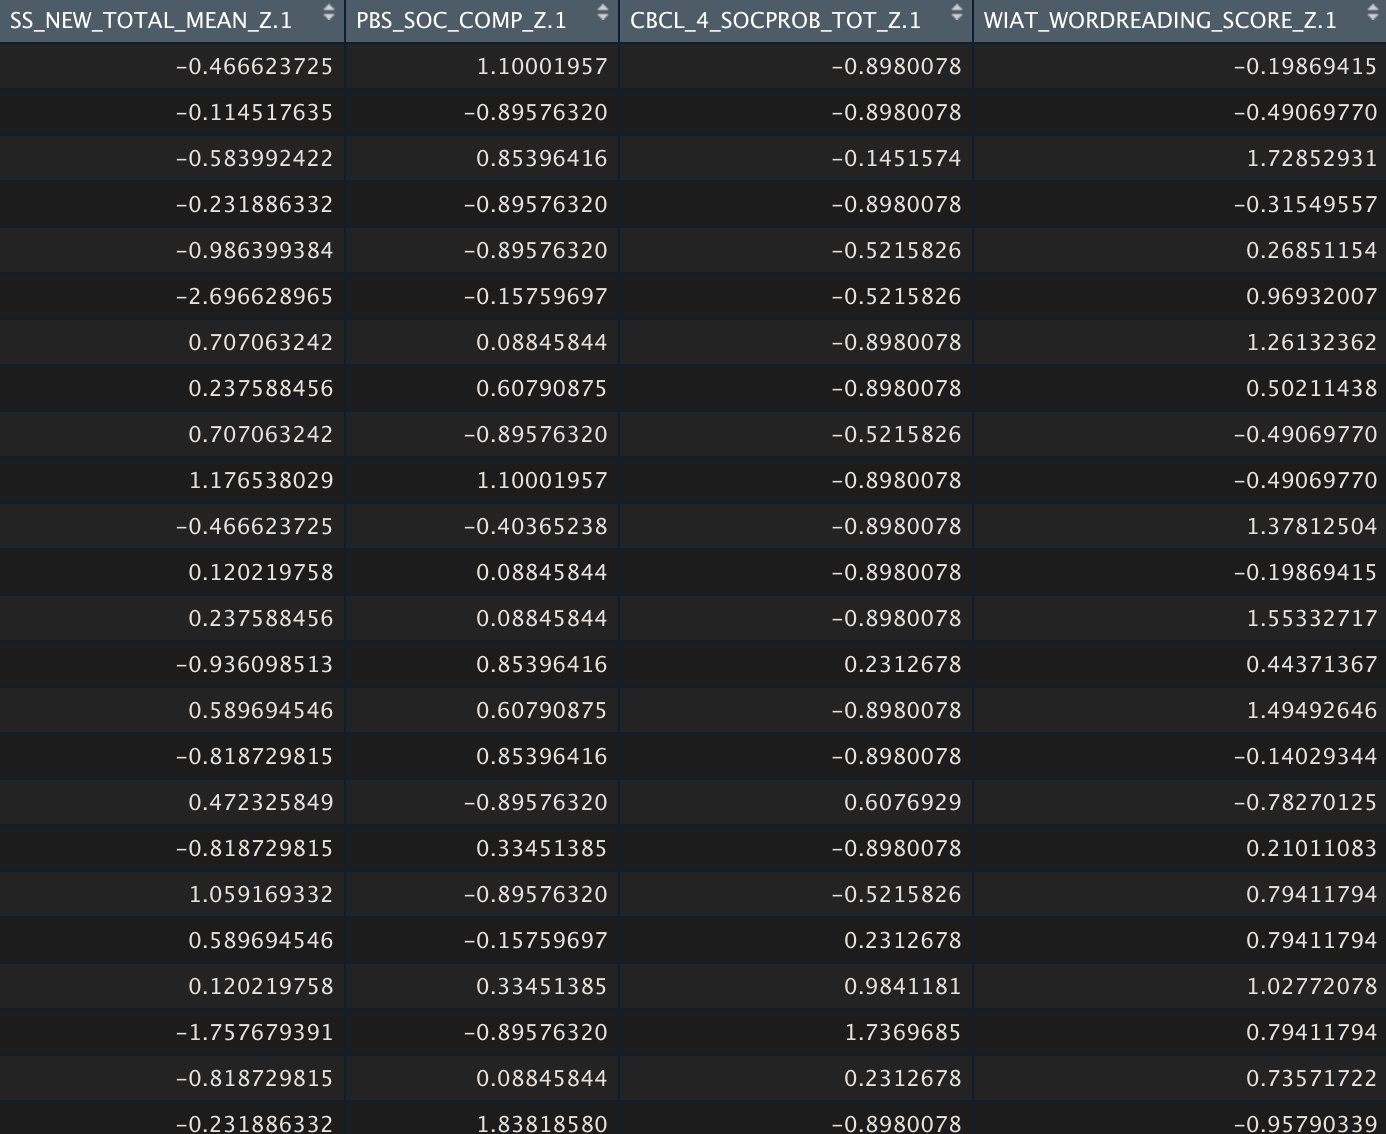 SS_NEW_TOTAL_MEAN_Z.1 PBS_SOC_COMP_Z.1 CBCL_4_SOCPROB_TOT_Z.1 WIAT_WORDREADING_SCORE_Z.1
-0.466623725 1.10001957 -0.8980078 -0.19869415
-0.114517635 -0.89576320 -0.8980078 -0.49069770
-0.583992422 0.85396416 -0.1451574 1.72852931
-0.231886332 -0.89576320 -0.8980078 -0.31549557
-0.986399384 -0.89576320 -0.5215826 0.26851154
-2.696628965 -0.15759697 -0.5215826 0.96932007
0.707063242 0.08845844 -0.8980078 1.26132362
0.237588456 0.60790875 -0.8980078 0.50211438
0.707063242 -0.89576320 -0.5215826 -0.49069770
1.176538029 1.10001957 -0.8980078 -0.49069770
-0.466623725 -0.40365238 -0.8980078 1.37812504
0.120219758 0.08845844 -0.8980078 -0.19869415
0.237588456 0.08845844 -0.8980078 1.55332717
-0.936098513 0.85396416 0.2312678 0.44371367
0.589694546 0.60790875 -0.8980078 1.49492646
-0.818729815 0.85396416 -0.8980078 -0.14029344
0.472325849 -0.89576320 0.6076929 -0.78270125
-0.818729815 0.33451385 -0.8980078 0.21011083
1.059169332 -0.89576320 -0.5215826 0.79411794
0.589694546 -0.15759697 0.2312678 0.79411794
0.120219758 0.33451385 0.9841181 1.02772078
-1.757679391 -0.89576320 1.7369685 0.79411794
-0.818729815 0.08845844 0.2312678 0.73571722
-0.231886332 1.83818580 -0.8980078 -0.95790339